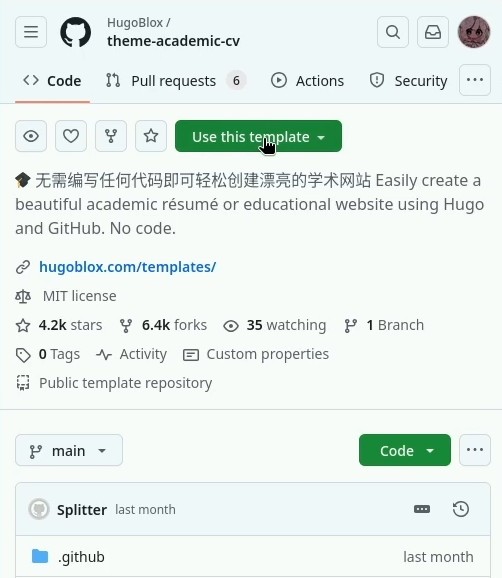 HugoBlox /
theme-academic-cv
Code Pull requests 6 Actions Security
Use this template
🎓 无需编写任何代码即可轻松创建漂亮的学术网站 Easily create a
beautiful academic résumé or educational website using Hugo
and GitHub. No code.
hugoblox.com/templates/
MIT license
4.2k stars 6.4k forks 35 watching 1 Branch
0 Tags Activity Custom properties
Public template repository
main Code
Splitter last month
.github last month